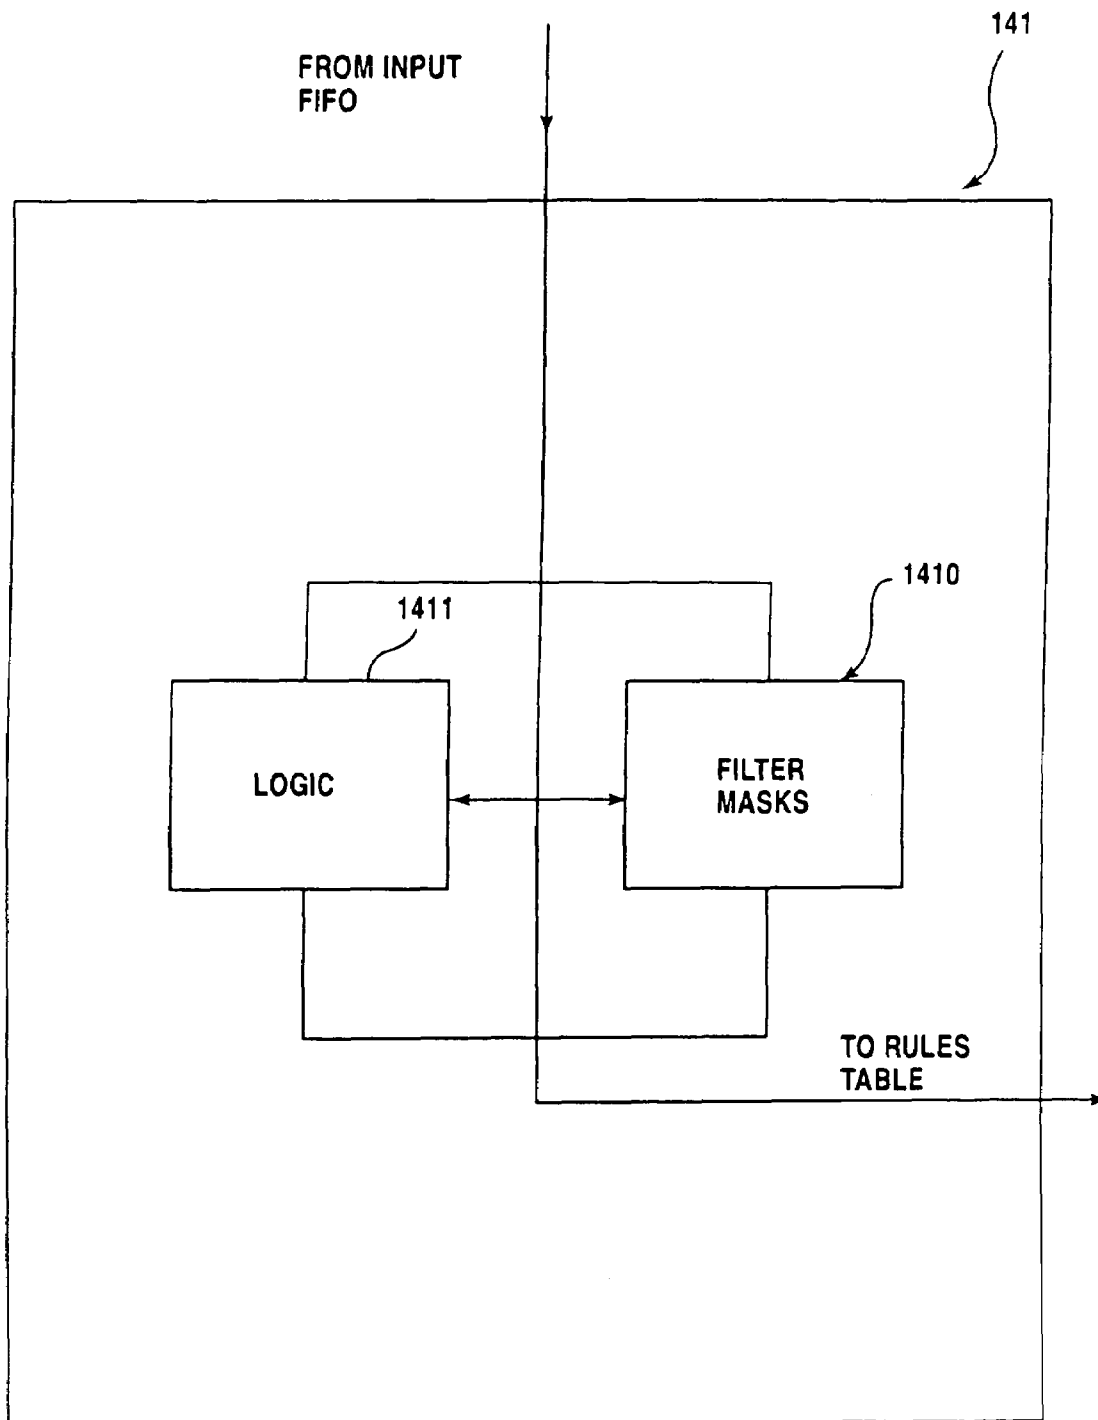 141
FROM INPUT
FIFO
1410
1411
LOGIC
FILTER
MASKS
TO RULES
TABLE